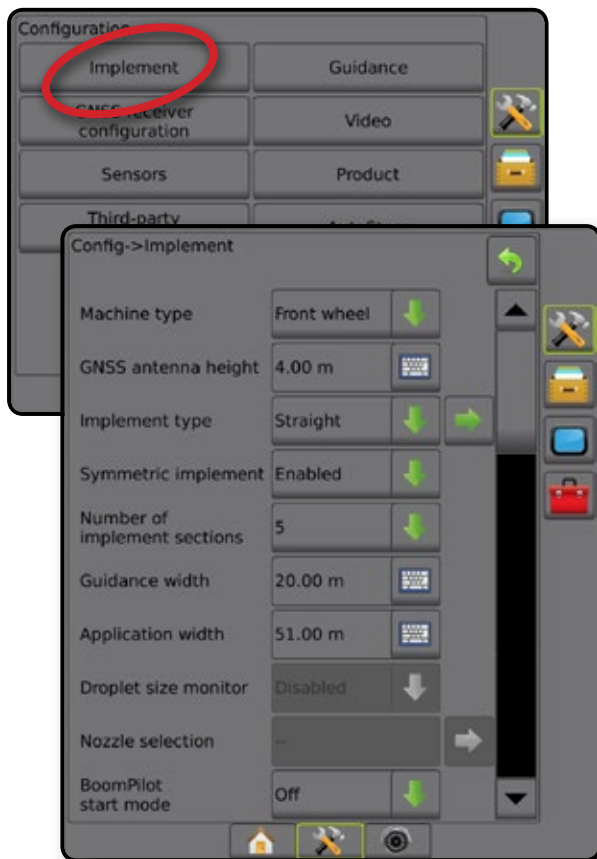 Configuration
Implement
Guidance
GNSS receiver
configuration
Video
Sensors
Product
Third-party
Config->Implement
Machine type
Front wheel
GNSS antenna height
4.00 m
Implement type
Straight
Symmetric implement
Enabled
Number of
implement sections
5
Guidance width
20.00 m
Application width
51.00 m
Droplet size monitor
Disabled
Nozzle selection
--
BoomPilot
start mode
Off